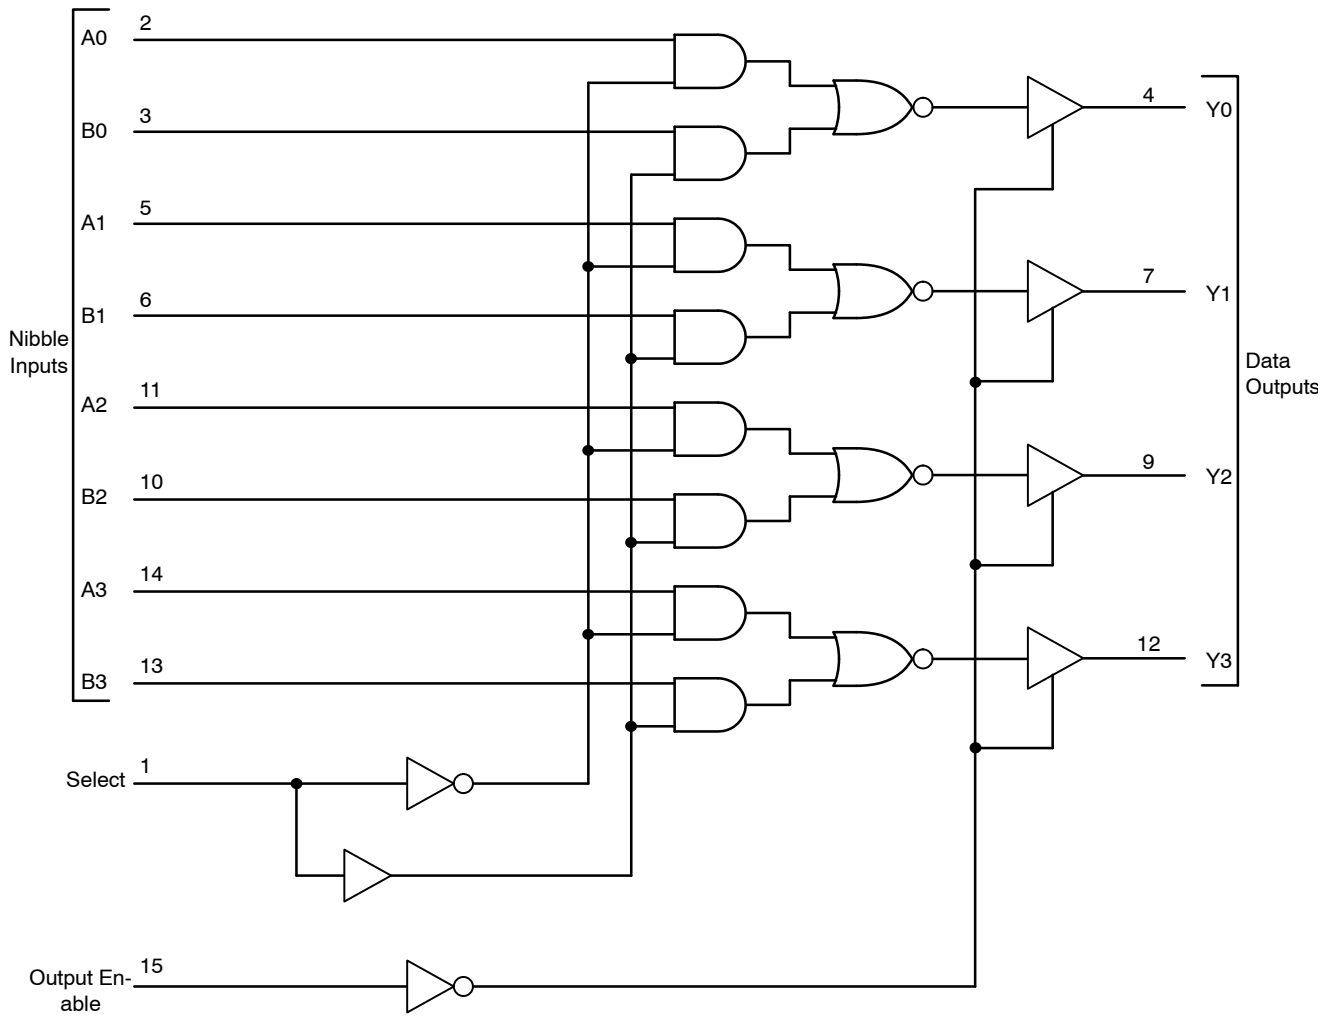 A0 2
B0 3
A1 5
B1 6
Nibble
Inputs
A2 11
B2 10
A3 14
B3 13
Select 1
Output En-
able
15
4 Y0
7 Y1
9 Y2
12 Y3
Data
Outputs